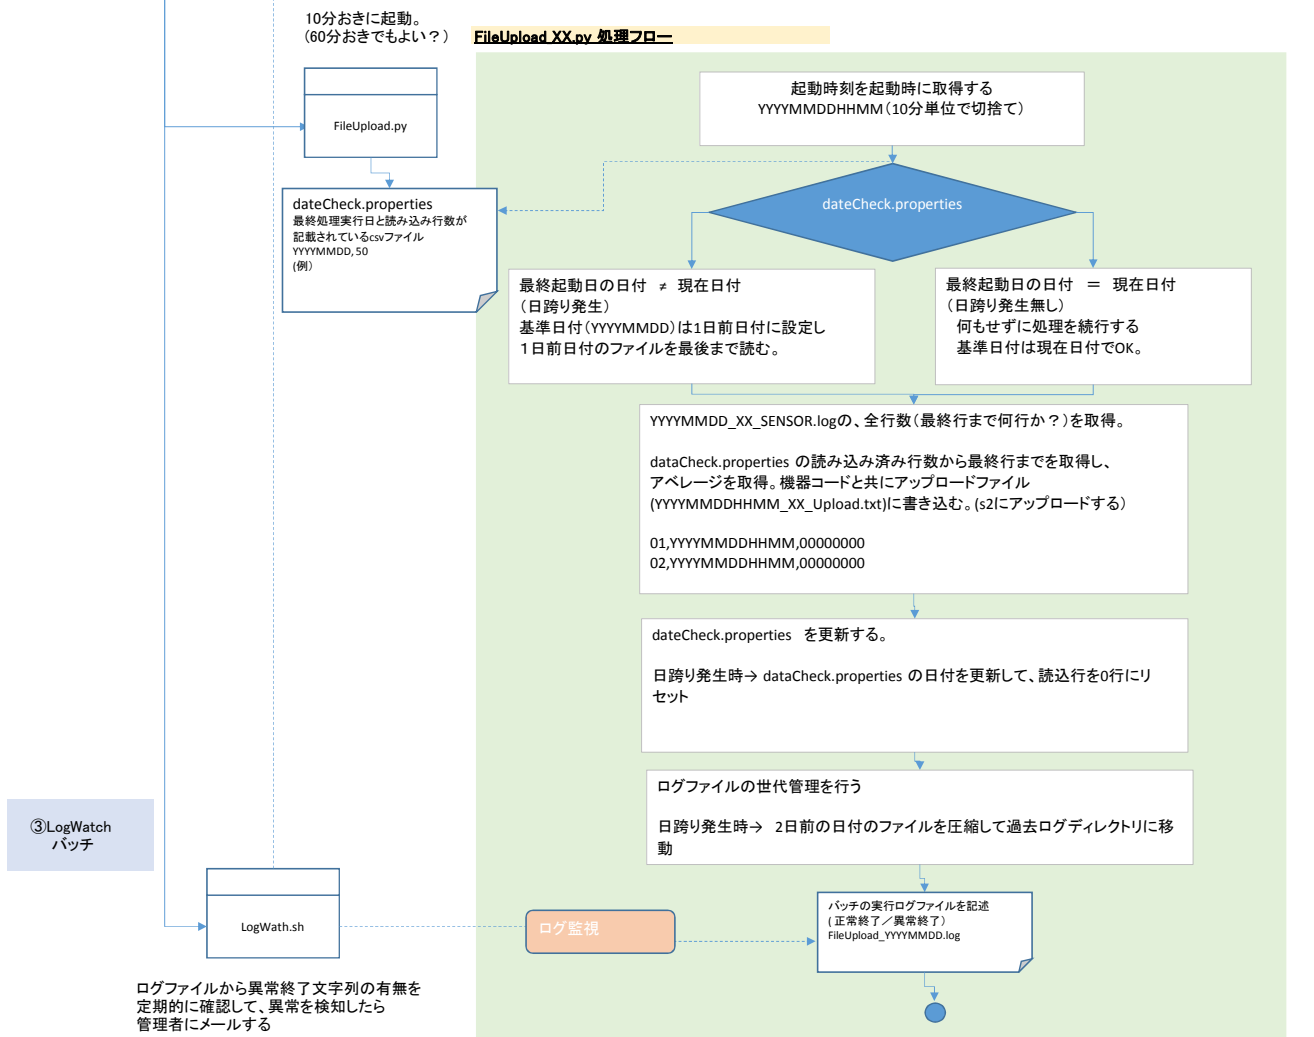 10分おきに起動。
(60分おきでもよい？)
FileUpload_XX.py 処理フロー
FileUpload.py
dateCheck.properties
最終処理実行日と読み込み行数が
記載されているcsvファイル
YYYYMMDD, 50
(例)
起動時刻を起動時に取得する
YYYYMMDDHHMM（10分単位で切捨て）
dateCheck.properties
最終起動日の日付　≠　現在日付
（日跨り発生）
基準日付（YYYYMMDD）は1日前日付に設定し
１日前日付のファイルを最後まで読む。
最終起動日の日付　＝　現在日付
（日跨り発生無し）
何もせずに処理を続行する
基準日付は現在日付でOK。
YYYYMMDD_XX_SENSOR.logの、全行数（最終行まで何行か？）を取得。
dataCheck.properties の読み込み済み行数から最終行までを取得し、
アベレージを取得。機器コードと共にアップロードファイル
(YYYYMMDDHHMM_XX_Upload.txt)に書き込む。(s2にアップロードする）
01,YYYYMMDDHHMM,00000000
02,YYYYMMDDHHMM,00000000
dateCheck.properties　を更新する。
日跨り発生時→ dataCheck.properties の日付を更新して、読込行を0行にリ
セット
ログファイルの世代管理を行う
日跨り発生時→　2日前の日付のファイルを圧縮して過去ログディレクトリに移
動
③LogWatch
バッチ
LogWath.sh
ログ監視
バッチの実行ログファイルを記述
（正常終了／異常終了）
FileUpload_YYYYMMDD.log
ログファイルから異常終了文字列の有無を
定期的に確認して、異常を検知したら
管理者にメールする